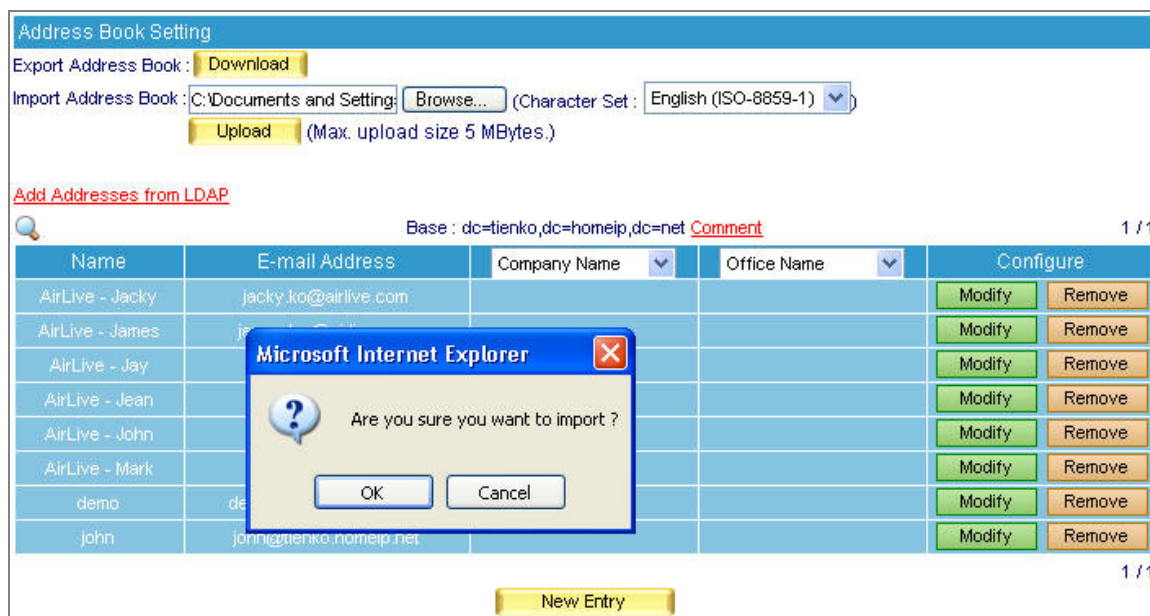 Address Book Setting
Export Address Book : Download
Import Address Book : C:\Documents and Setting Browse... (Character Set : English (ISO-8859-1) )
Upload (Max. upload size 5 MBytes.)
Add Addresses from LDAP
Base : dc=tienko,dc=homeip,dc=net Comment 1 / 1
Name E-mail Address Company Name Office Name Configure
AirLive - Jacky jacky.ko@airlive.com Modify Remove
AirLive - James Modify Remove
AirLive - Jay Modify Remove
AirLive - Jean Modify Remove
AirLive - John Modify Remove
AirLive - Mark Modify Remove
demo de Modify Remove
john john@tienko.homeip.net Modify Remove
Microsoft Internet Explorer
Are you sure you want to import ?
OK Cancel
1 / 1
New Entry